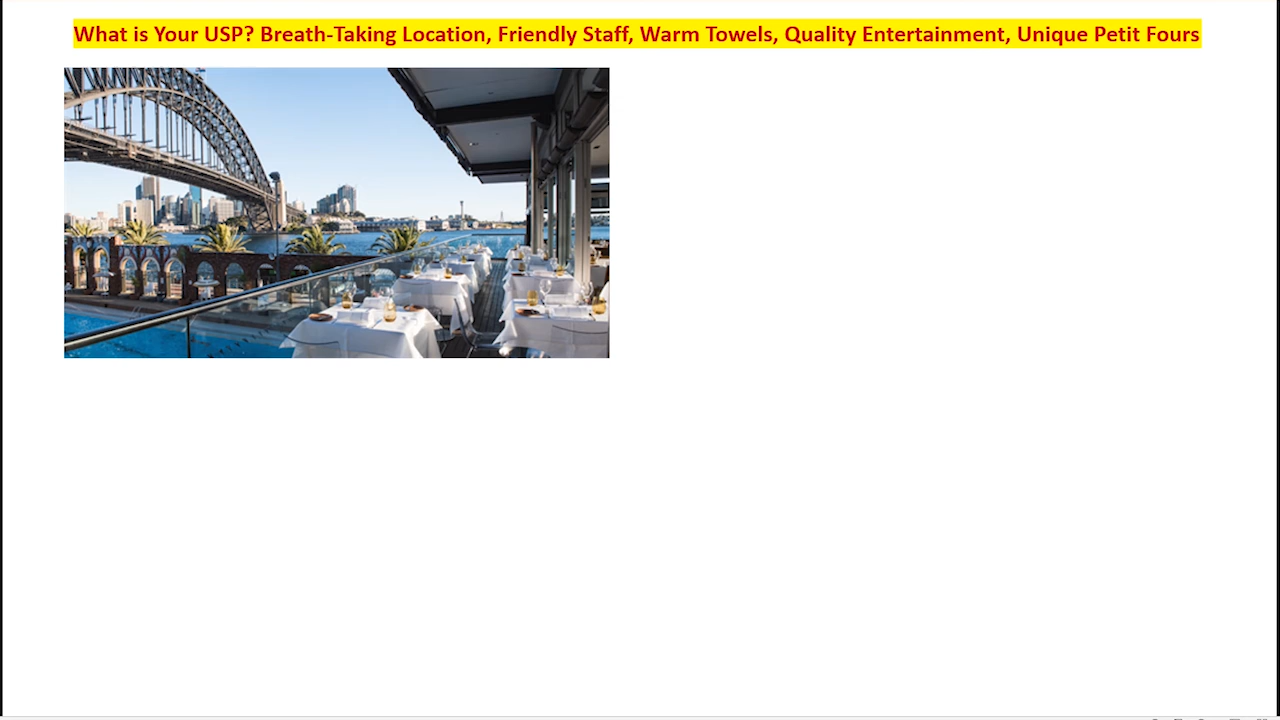 What is Your USP? Breath-Taking Location, Friendly Staff, Warm Towels, Quality Entertainment, Unique Petit Fours